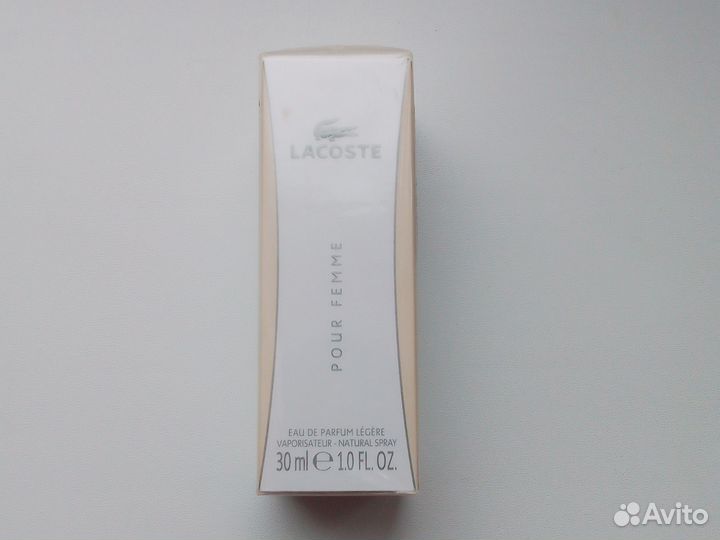 LACOSTE
POUR FEMME
EAU DE PARFUM LÉGÈRE
VAPORISATEUR - NATURAL SPRAY
30 ml e 1.0 FL. OZ.
Avito